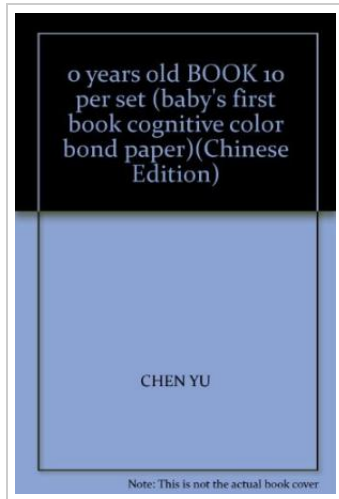 0 years old BOOK 10
per set (baby's first
book cognitive color
bond paper)(Chinese
Edition)
CHEN YU
Note: This is not the actual book cover